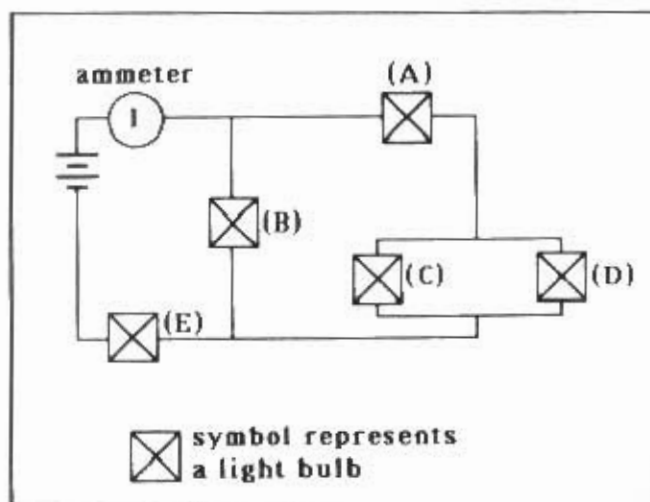 ammeter
(A)
I
(B)
(C)
(D)
(E)
symbol represents
a light bulb